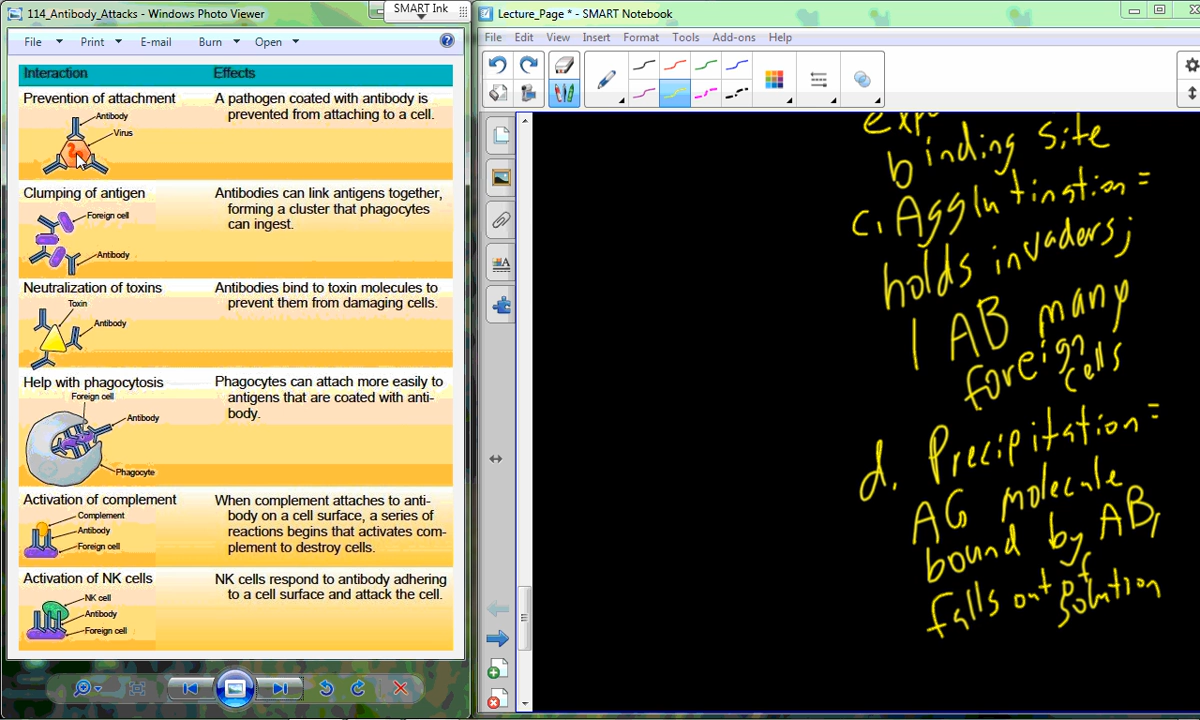 114_Antibody_Attacks - Windows Photo Viewer
SMART Ink
File Print E-mail Burn Open
Interaction Effects
Prevention of attachment
Antibody
Virus
A pathogen coated with antibody is
prevented from attaching to a cell.
Clumping of antigen
Foreign cell
Antibody
Antibodies can link antigens together,
forming a cluster that phagocytes
can ingest.
Neutralization of toxins
Toxin
Antibody
Antibodies bind to toxin molecules to
prevent them from damaging cells.
Help with phagocytosis
Foreign cell
Antibody
Phagocyte
Phagocytes can attach more easily to
antigens that are coated with anti-
body.
Activation of complement
Complement
Antibody
Foreign cell
When complement attaches to anti-
body on a cell surface, a series of
reactions begins that activates com-
plement to destroy cells.
Activation of NK cells
NK cell
Antibody
Foreign cell
NK cells respond to antibody adhering
to a cell surface and attack the cell.
Lecture_Page * - SMART Notebook
File Edit View Insert Format Tools Add-ons Help
binding site
c. Agglutination =
holds invaders;
1 AB many
foreign
cells
d. Precipitation =
AG molecule
bound by AB,
falls out of
solution